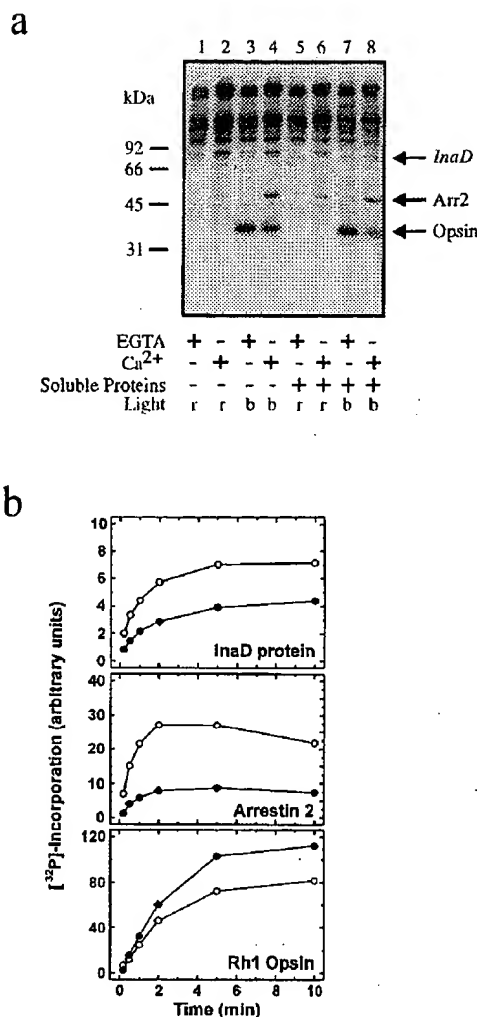 a
1 2 3 4 5 6 7 8
kDa
92
InaD
66
45
Arr2
Opsin
31
EGTA + - + - + - + -
Ca2+ - + - + - + - +
Soluble Proteins - - - - + + + +
Light r r b b r r b b
b
10
8
6
4
2
0
InaD protein
40
30
20
10
0
Arrestin 2
120
80
40
0
Rh1 Opsin
[32P]-Incorporation (arbitrary units)
0 2 4 6 8 10
Time (min)